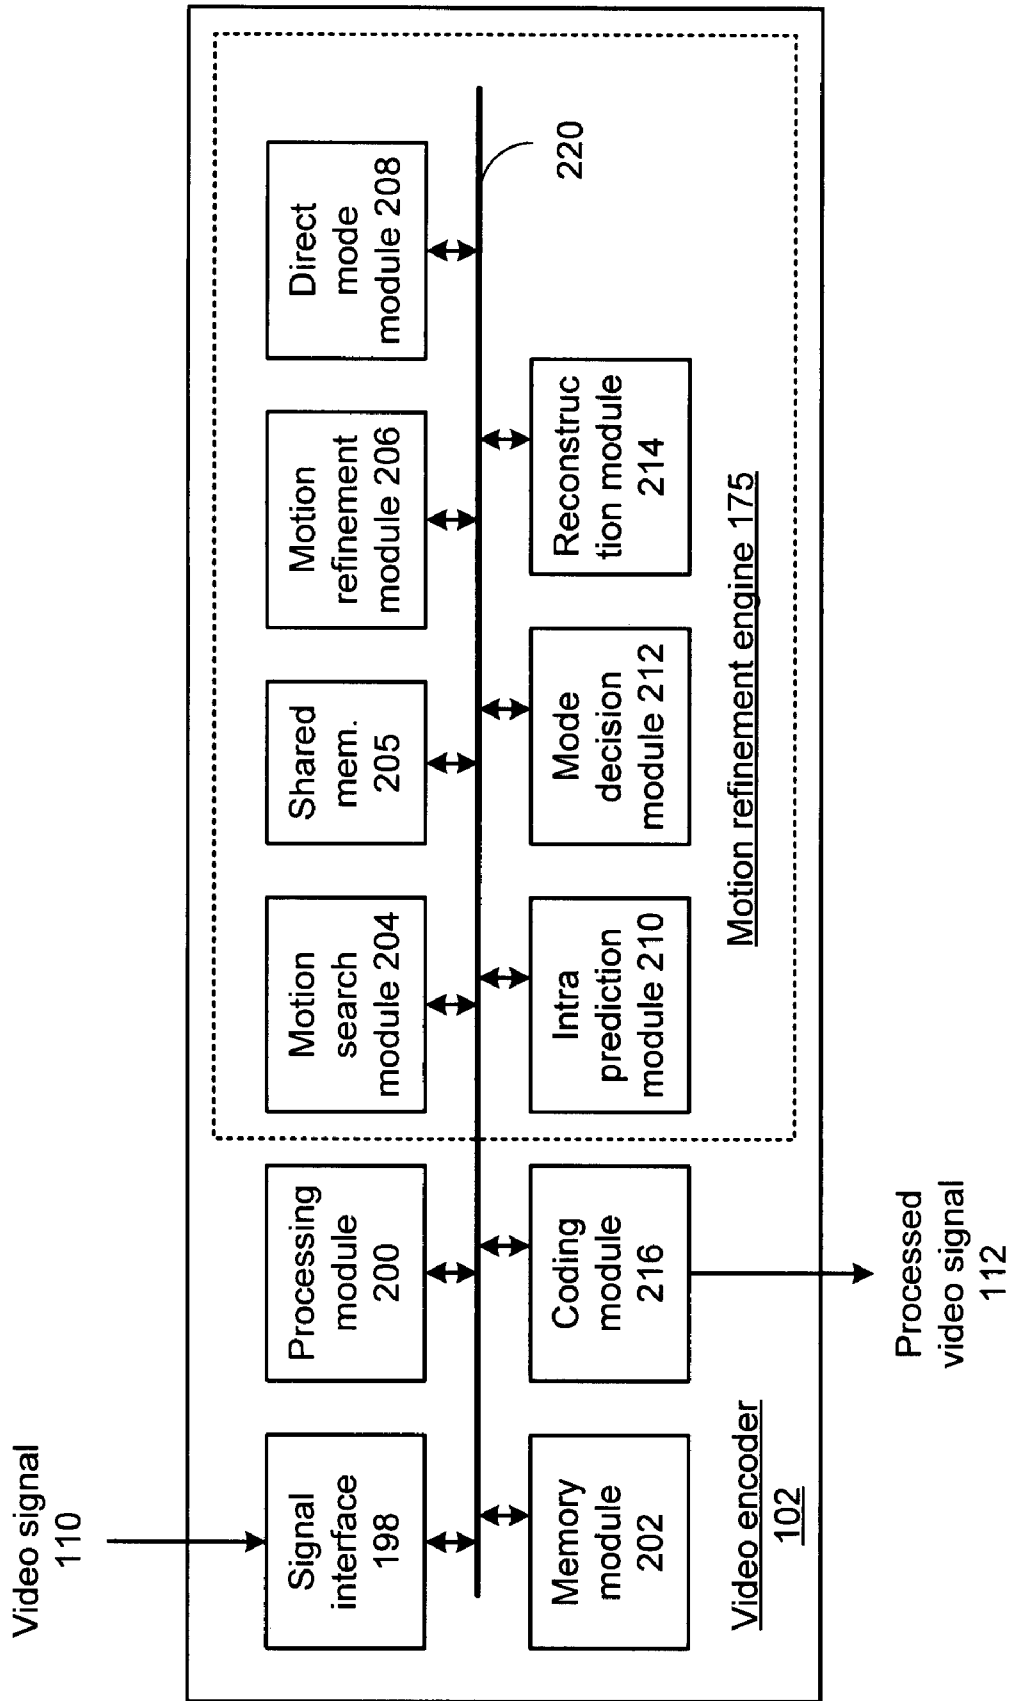 Video signal
110
Signal
interface
198
Processing
module
200
Motion
search
module 204
Shared
mem.
205
Motion
refinement
module 206
Direct
mode
module 208
220
Memory
module
202
Coding
module
216
Intra
prediction
module 210
Mode
decision
module 212
Reconstruc
tion module
214
Video encoder
102
Motion refinement engine 175
Processed
video signal
112